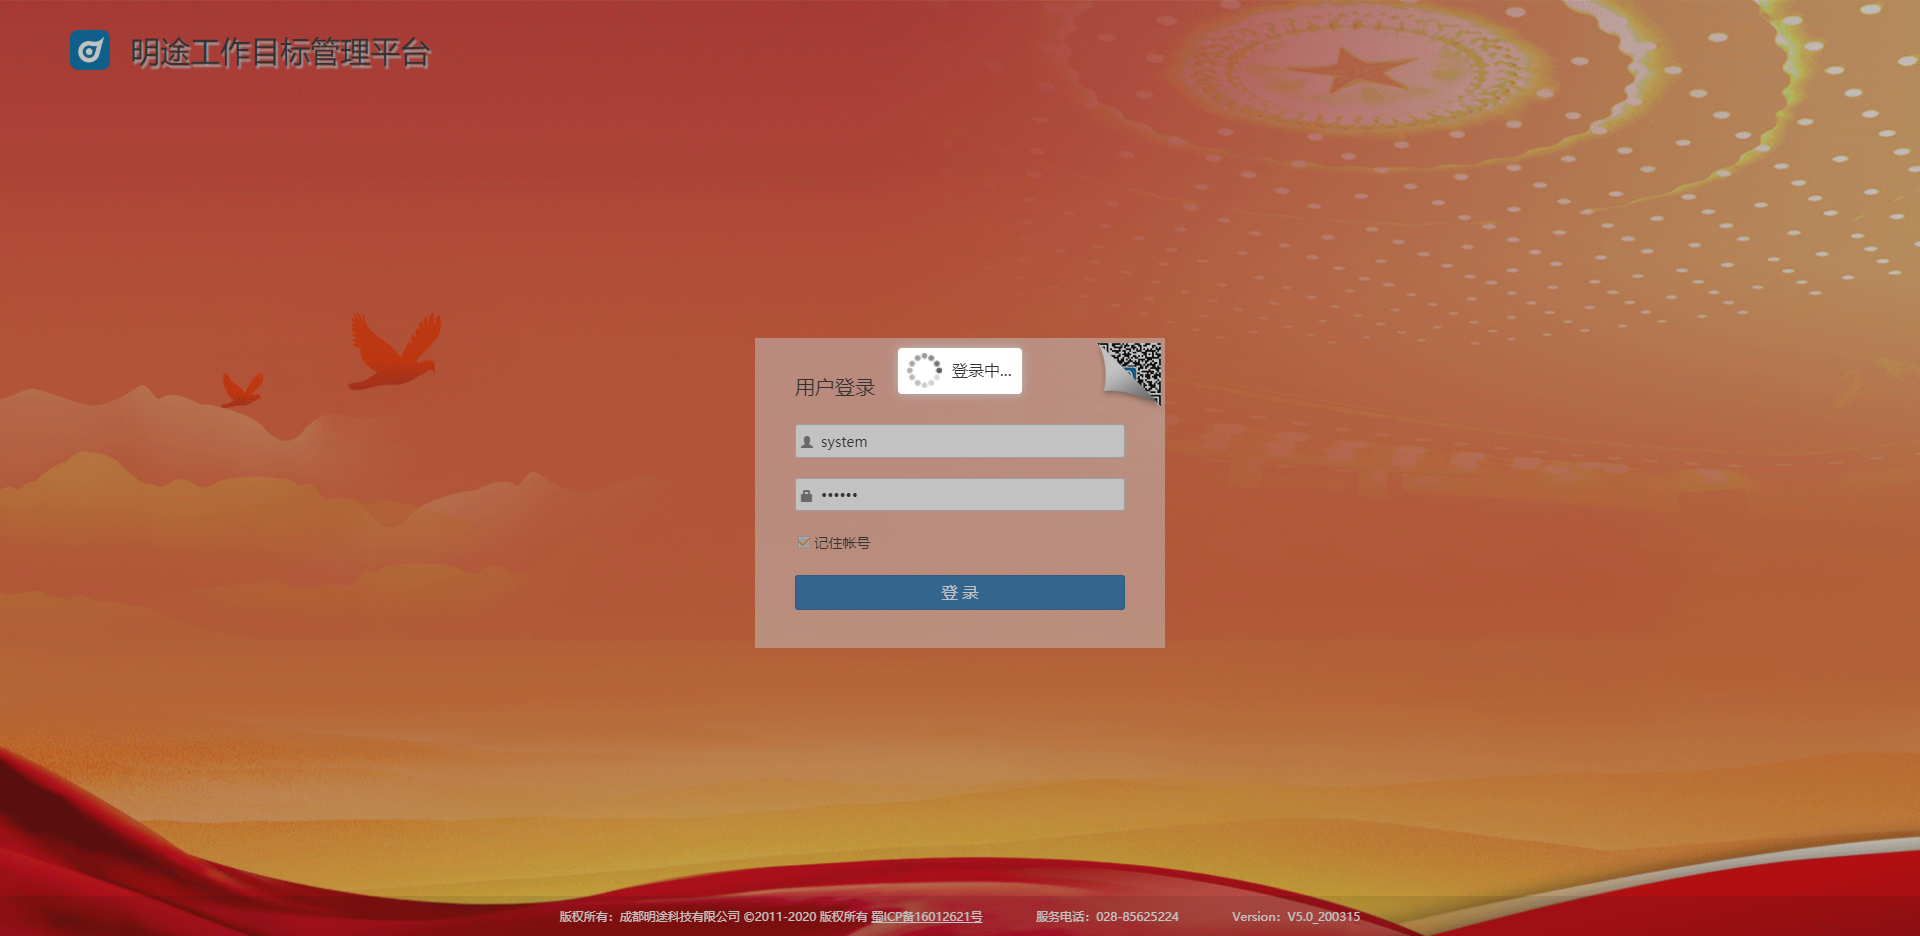 明途工作目标管理平台
登录中...
用户登录
system
••••••
记住帐号
登 录
版权所有：成都明途科技有限公司 ©2011-2020 版权所有 蜀ICP备16012621号 服务电话：028-85625224 Version：V5.0_200315